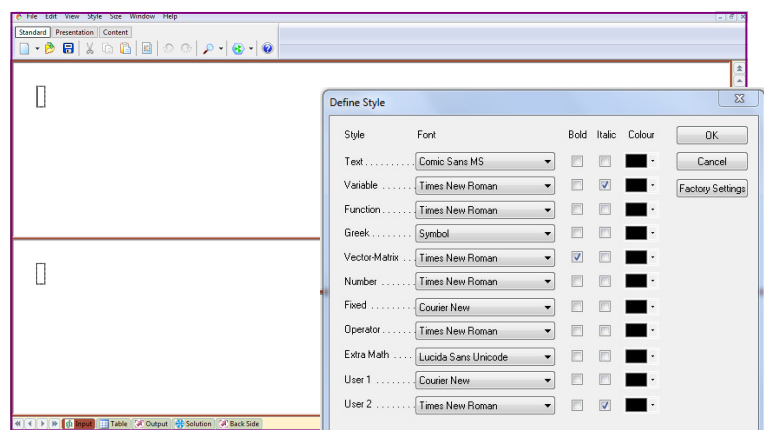 File Edit View Style Size Window Help
Standard Presentation Content
Define Style
Style Font Bold Italic Colour OK
Text.......... Comic Sans MS Cancel
Variable ....... Times New Roman Factory Settings
Function....... Times New Roman
Greek........ Symbol
Vector-Matrix ... Times New Roman
Number ....... Times New Roman
Fixed ........ Courier New
Operator...... Times New Roman
Extra Math .... Lucida Sans Unicode
User 1 ........ Courier New
User 2 ........ Times New Roman
Input Table Output Solution Back Side